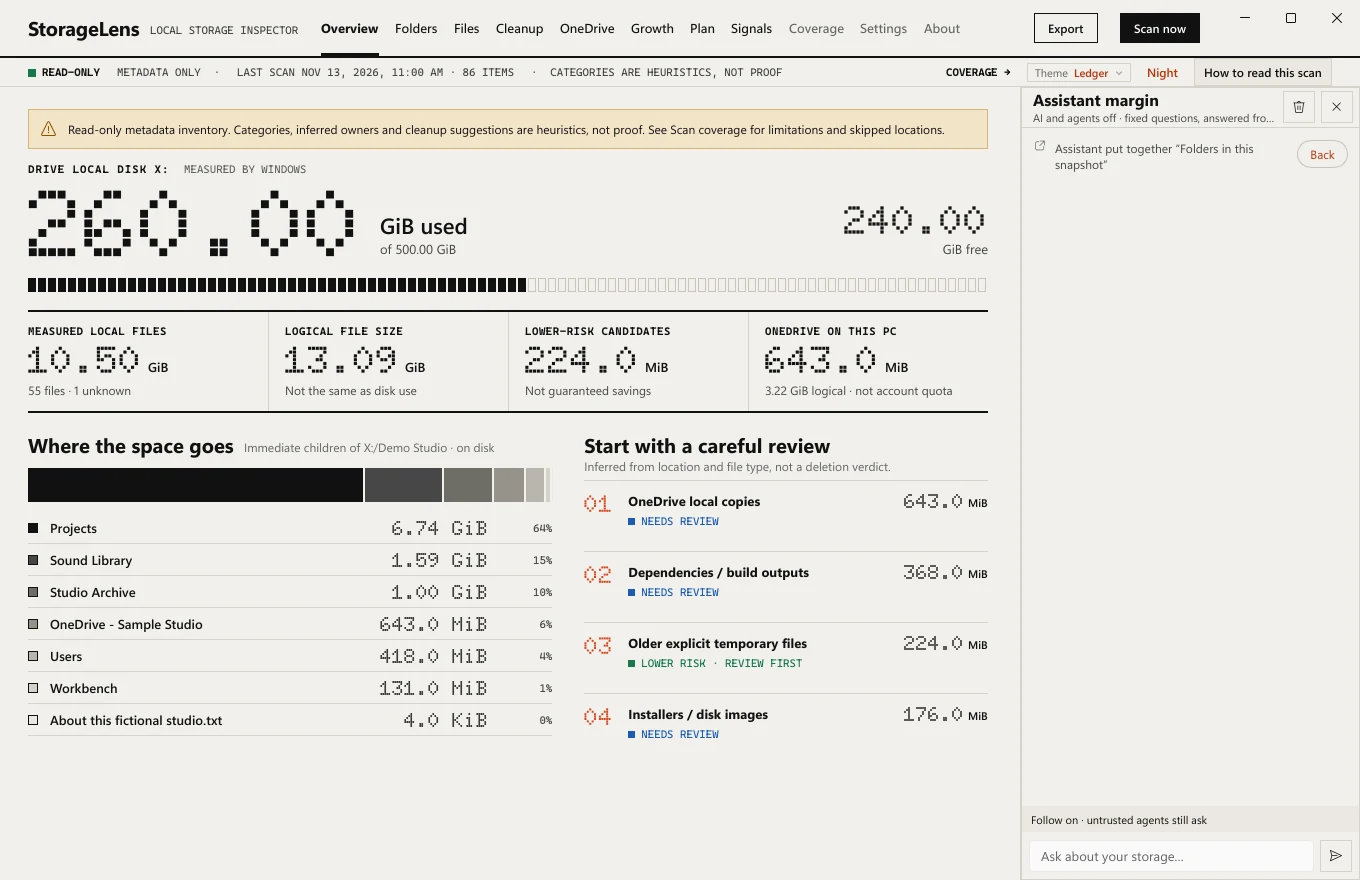 StorageLens LOCAL STORAGE INSPECTOR Overview Folders Files Cleanup OneDrive Growth Plan Signals Coverage Settings About Export Scan now
READ-ONLY METADATA ONLY · LAST SCAN NOV 13, 2026, 11:00 AM · 86 ITEMS · CATEGORIES ARE HEURISTICS, NOT PROOF COVERAGE → Theme Ledger Night How to read this scan
Read-only metadata inventory. Categories, inferred owners and cleanup suggestions are heuristics, not proof. See Scan coverage for limitations and skipped locations.
DRIVE LOCAL DISK X: MEASURED BY WINDOWS
260.00 GiB used
of 500.00 GiB
240.00
GiB free
MEASURED LOCAL FILES
10.50 GiB
55 files · 1 unknown
LOGICAL FILE SIZE
13.09 GiB
Not the same as disk use
LOWER-RISK CANDIDATES
224.0 MiB
Not guaranteed savings
ONEDRIVE ON THIS PC
643.0 MiB
3.22 GiB logical · not account quota
Where the space goes Immediate children of X:/Demo Studio · on disk
Projects 6.74 GiB 64%
Sound Library 1.59 GiB 15%
Studio Archive 1.00 GiB 10%
OneDrive - Sample Studio 643.0 MiB 6%
Users 418.0 MiB 4%
Workbench 131.0 MiB 1%
About this fictional studio.txt 4.0 KiB 0%
Start with a careful review
Inferred from location and file type, not a deletion verdict.
01 OneDrive local copies 643.0 MiB
NEEDS REVIEW
02 Dependencies / build outputs 368.0 MiB
NEEDS REVIEW
03 Older explicit temporary files 224.0 MiB
LOWER RISK · REVIEW FIRST
04 Installers / disk images 176.0 MiB
NEEDS REVIEW
Assistant margin
AI and agents off · fixed questions, answered fro...
Assistant put together “Folders in this
snapshot”
Back
Follow on · untrusted agents still ask
Ask about your storage...